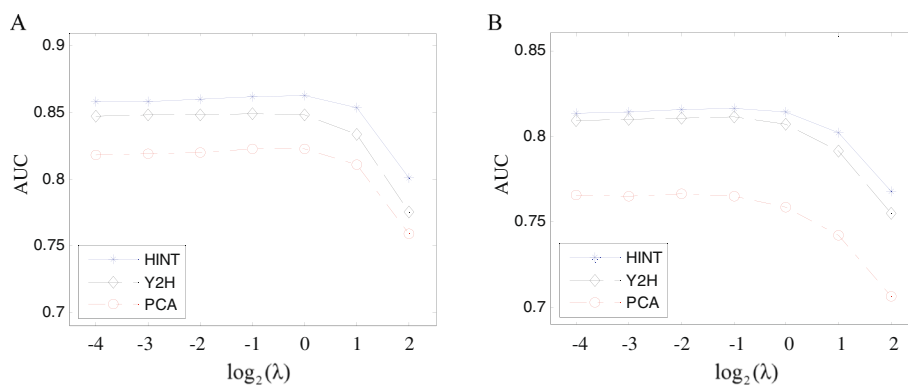 A
0.9
0.85
0.8
0.75
0.7
AUC
HINT
Y2H
PCA
-4 -3 -2 -1 0 1 2
log2(λ)
B
0.85
0.8
0.75
0.7
AUC
HINT
Y2H
PCA
-4 -3 -2 -1 0 1 2
log2(λ)